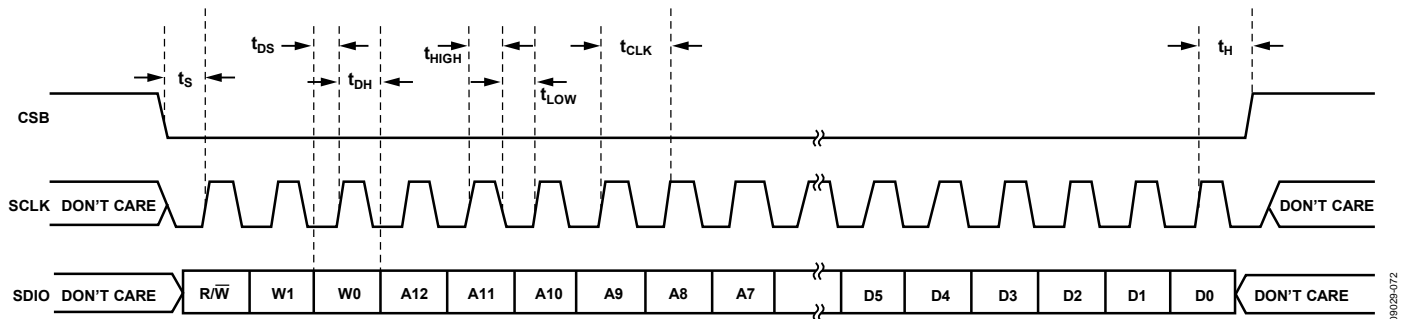 tDS
tHIGH
tCLK
tH
tS
tDH
tLOW
CSB
SCLK DON'T CARE
DON'T CARE
SDIO DON'T CARE R/W̅ W1 W0 A12 A11 A10 A9 A8 A7 D5 D4 D3 D2 D1 D0 DON'T CARE
09029-072